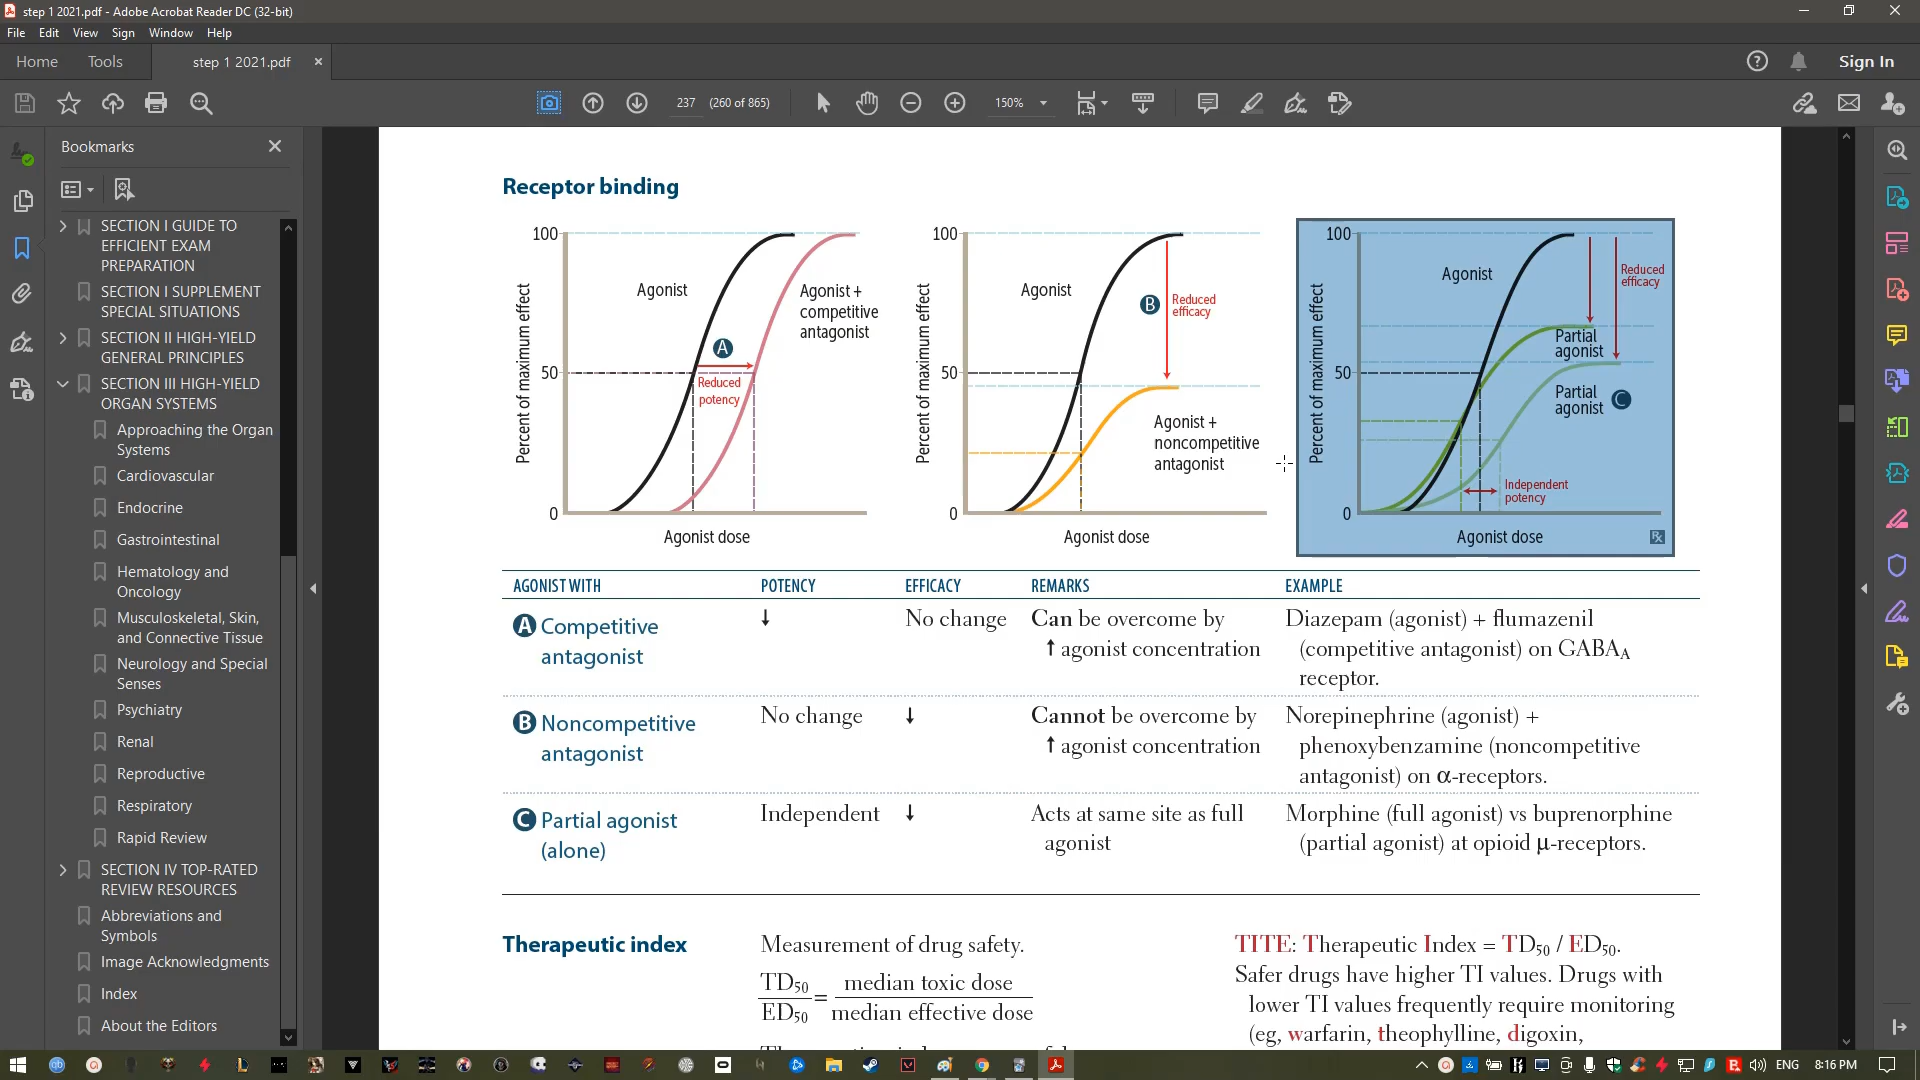 step 1 2021.pdf - Adobe Acrobat Reader DC (32-bit)
File Edit View Sign Window Help
Home Tools step 1 2021.pdf Sign In
237 (260 of 865) 150%
Bookmarks
SECTION I GUIDE TO
EFFICIENT EXAM
PREPARATION
SECTION I SUPPLEMENT
SPECIAL SITUATIONS
SECTION II HIGH-YIELD
GENERAL PRINCIPLES
SECTION III HIGH-YIELD
ORGAN SYSTEMS
Approaching the Organ
Systems
Cardiovascular
Endocrine
Gastrointestinal
Hematology and
Oncology
Musculoskeletal, Skin,
and Connective Tissue
Neurology and Special
Senses
Psychiatry
Renal
Reproductive
Respiratory
Rapid Review
SECTION IV TOP-RATED
REVIEW RESOURCES
Abbreviations and
Symbols
Image Acknowledgments
Index
About the Editors
Receptor binding
Percent of maximum effect
100
50
0
Agonist
Agonist +
competitive
antagonist
A
Reduced
potency
Agonist dose
Percent of maximum effect
100
50
0
Agonist
B
Reduced
efficacy
Agonist +
noncompetitive
antagonist
Agonist dose
Percent of maximum effect
100
50
0
Agonist
Reduced
efficacy
Partial
agonist
Partial
agonist
C
Independent
potency
Agonist dose
Rx
AGONIST WITH POTENCY EFFICACY REMARKS EXAMPLE
A Competitive
antagonist
↓
No change
Can be overcome by
↑ agonist concentration
Diazepam (agonist) + flumazenil
(competitive antagonist) on GABAA
receptor.
B Noncompetitive
antagonist
No change
↓
Cannot be overcome by
↑ agonist concentration
Norepinephrine (agonist) +
phenoxybenzamine (noncompetitive
antagonist) on α-receptors.
C Partial agonist
(alone)
Independent
↓
Acts at same site as full
agonist
Morphine (full agonist) vs buprenorphine
(partial agonist) at opioid μ-receptors.
Therapeutic index
Measurement of drug safety.
TD50 / ED50 = median toxic dose / median effective dose
TITE: Therapeutic Index = TD50 / ED50.
Safer drugs have higher TI values. Drugs with
lower TI values frequently require monitoring
(eg, warfarin, theophylline, digoxin,
ENG 8:16 PM